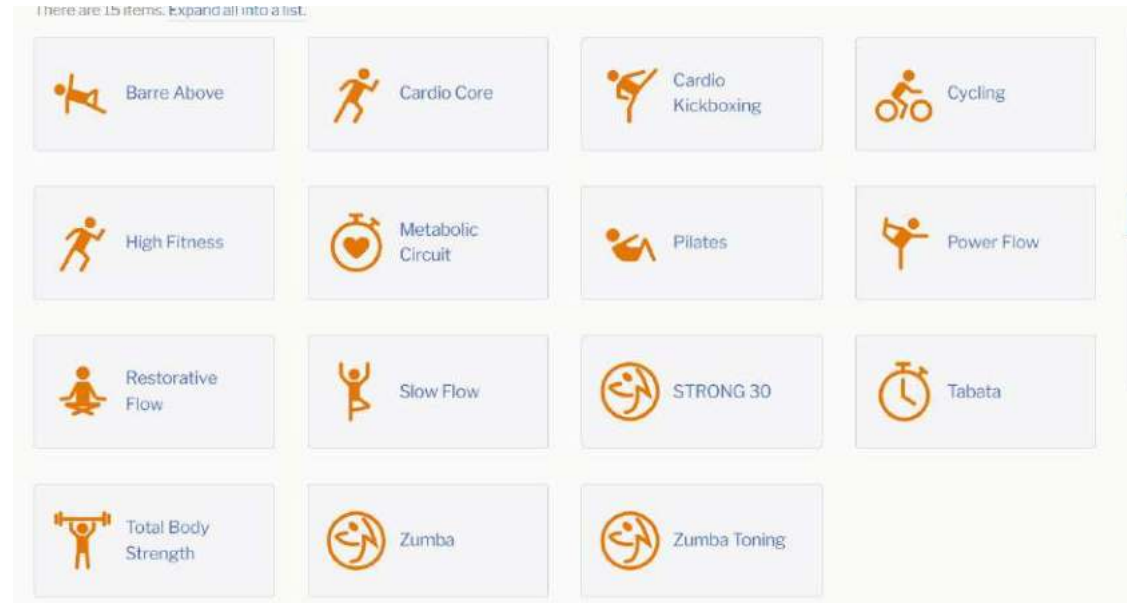 There are 15 items. Expand all into a list.
Barre Above
Cardio Core
Cardio
Kickboxing
Cycling
High Fitness
Metabolic
Circuit
Pilates
Power Flow
Restorative
Flow
Slow Flow
STRONG 30
Tabata
Total Body
Strength
Zumba
Zumba Toning